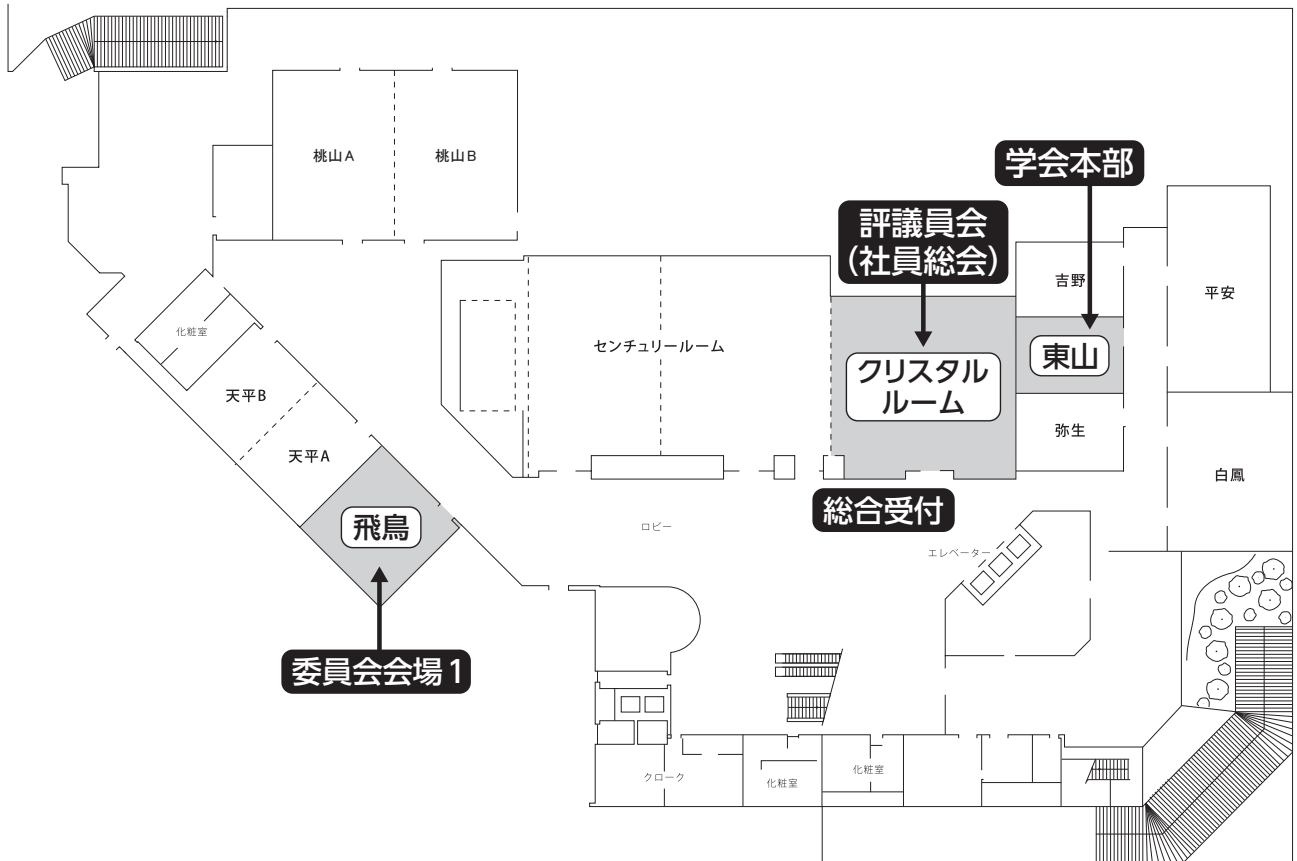 桃山A
桃山B
学会本部
評議員会
(社員総会)
吉野
平安
化粧室
センチュリールーム
クリスタル
ルーム
東山
天平B
天平A
弥生
白鳳
飛鳥
総合受付
ロビー
エレベーター
委員会会場1
クローク
化粧室
化粧室